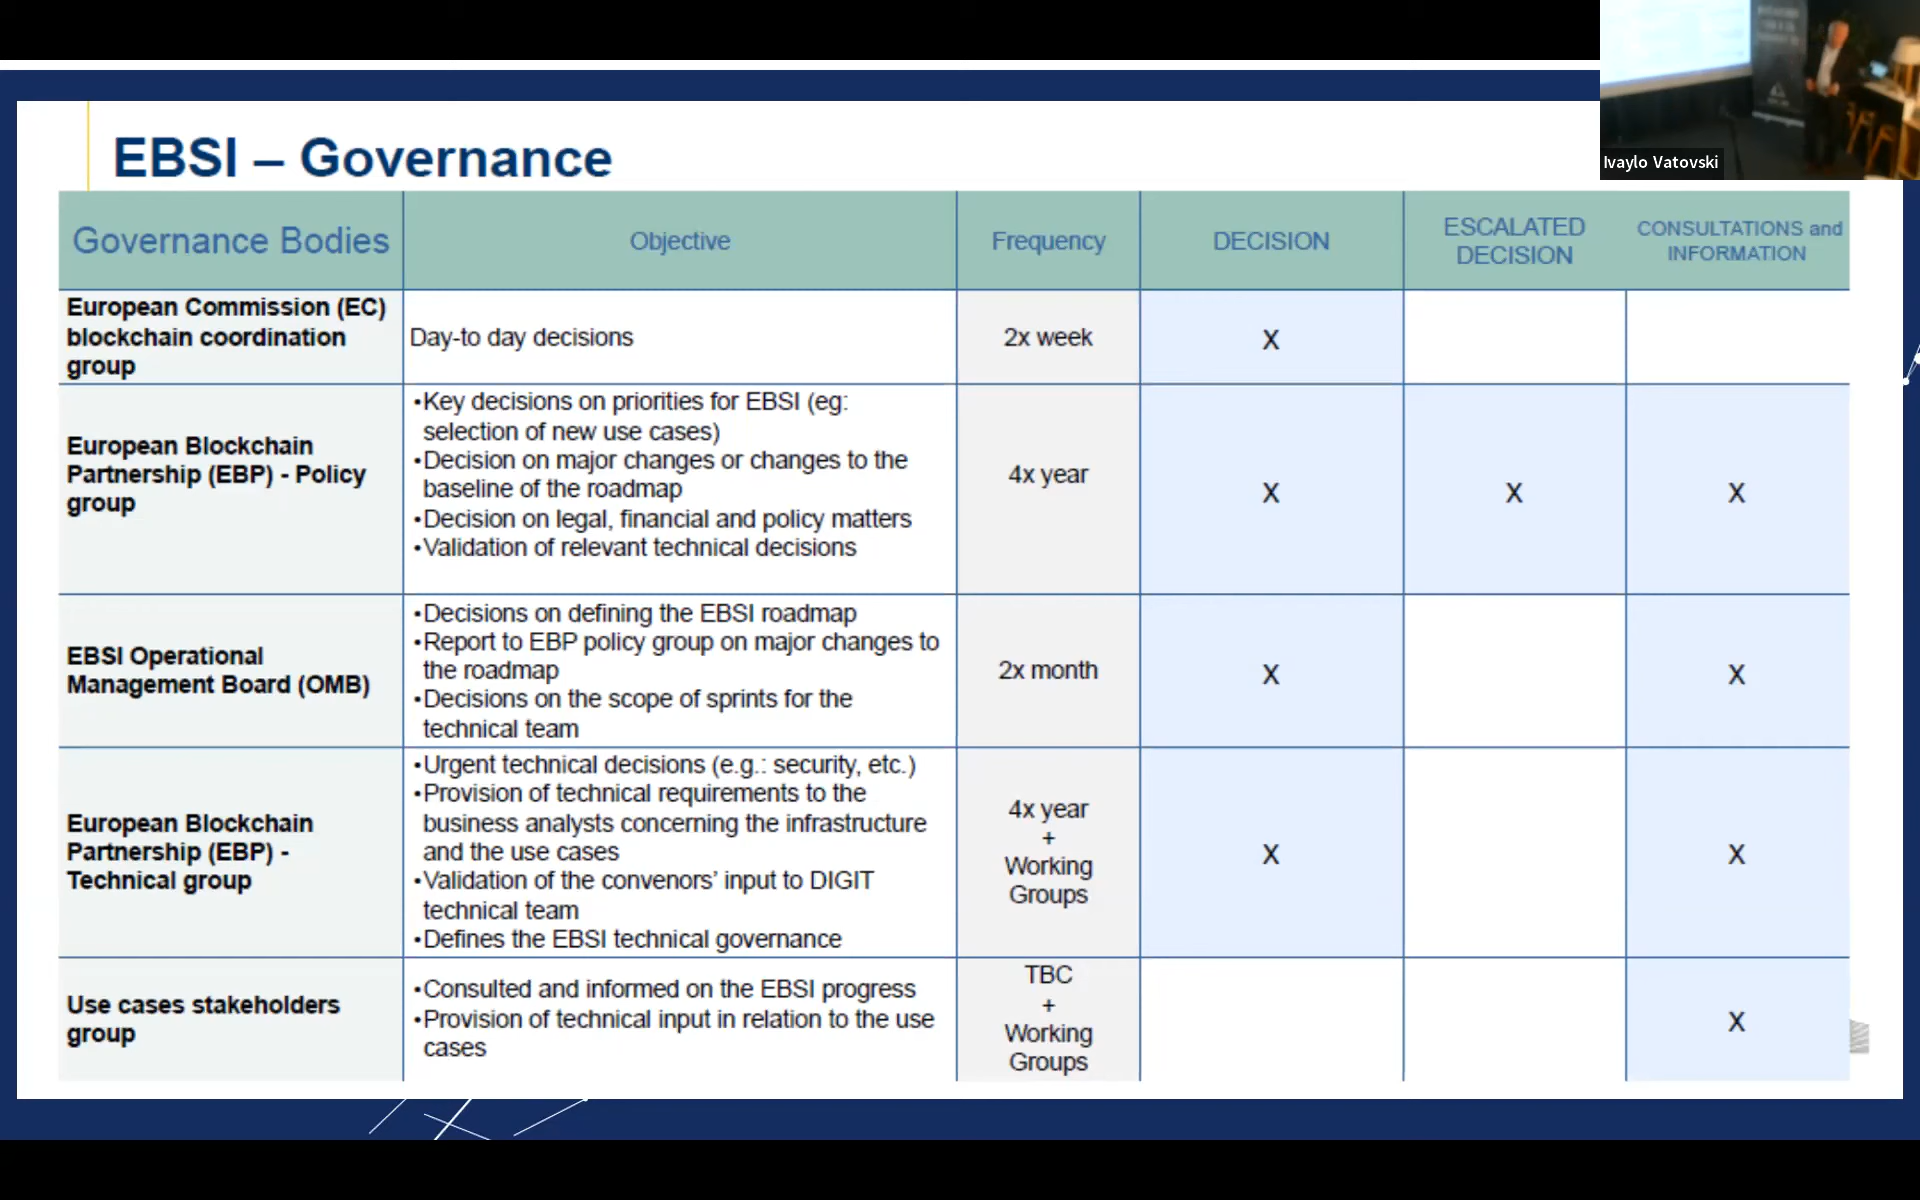 Ivaylo Vatovski
EBSI – Governance
Governance Bodies
Objective
Frequency
DECISION
ESCALATED
DECISION
CONSULTATIONS and
INFORMATION
European Commission (EC)
blockchain coordination
group
Day-to day decisions
2x week
X
European Blockchain
Partnership (EBP) - Policy
group
•Key decisions on priorities for EBSI (eg:
selection of new use cases)
•Decision on major changes or changes to the
baseline of the roadmap
•Decision on legal, financial and policy matters
•Validation of relevant technical decisions
4x year
X
X
X
EBSI Operational
Management Board (OMB)
•Decisions on defining the EBSI roadmap
•Report to EBP policy group on major changes to
the roadmap
•Decisions on the scope of sprints for the
technical team
2x month
X
X
European Blockchain
Partnership (EBP) -
Technical group
•Urgent technical decisions (e.g.: security, etc.)
•Provision of technical requirements to the
business analysts concerning the infrastructure
and the use cases
•Validation of the convenors’ input to DIGIT
technical team
•Defines the EBSI technical governance
4x year
+
Working
Groups
X
X
Use cases stakeholders
group
•Consulted and informed on the EBSI progress
•Provision of technical input in relation to the use
cases
TBC
+
Working
Groups
X